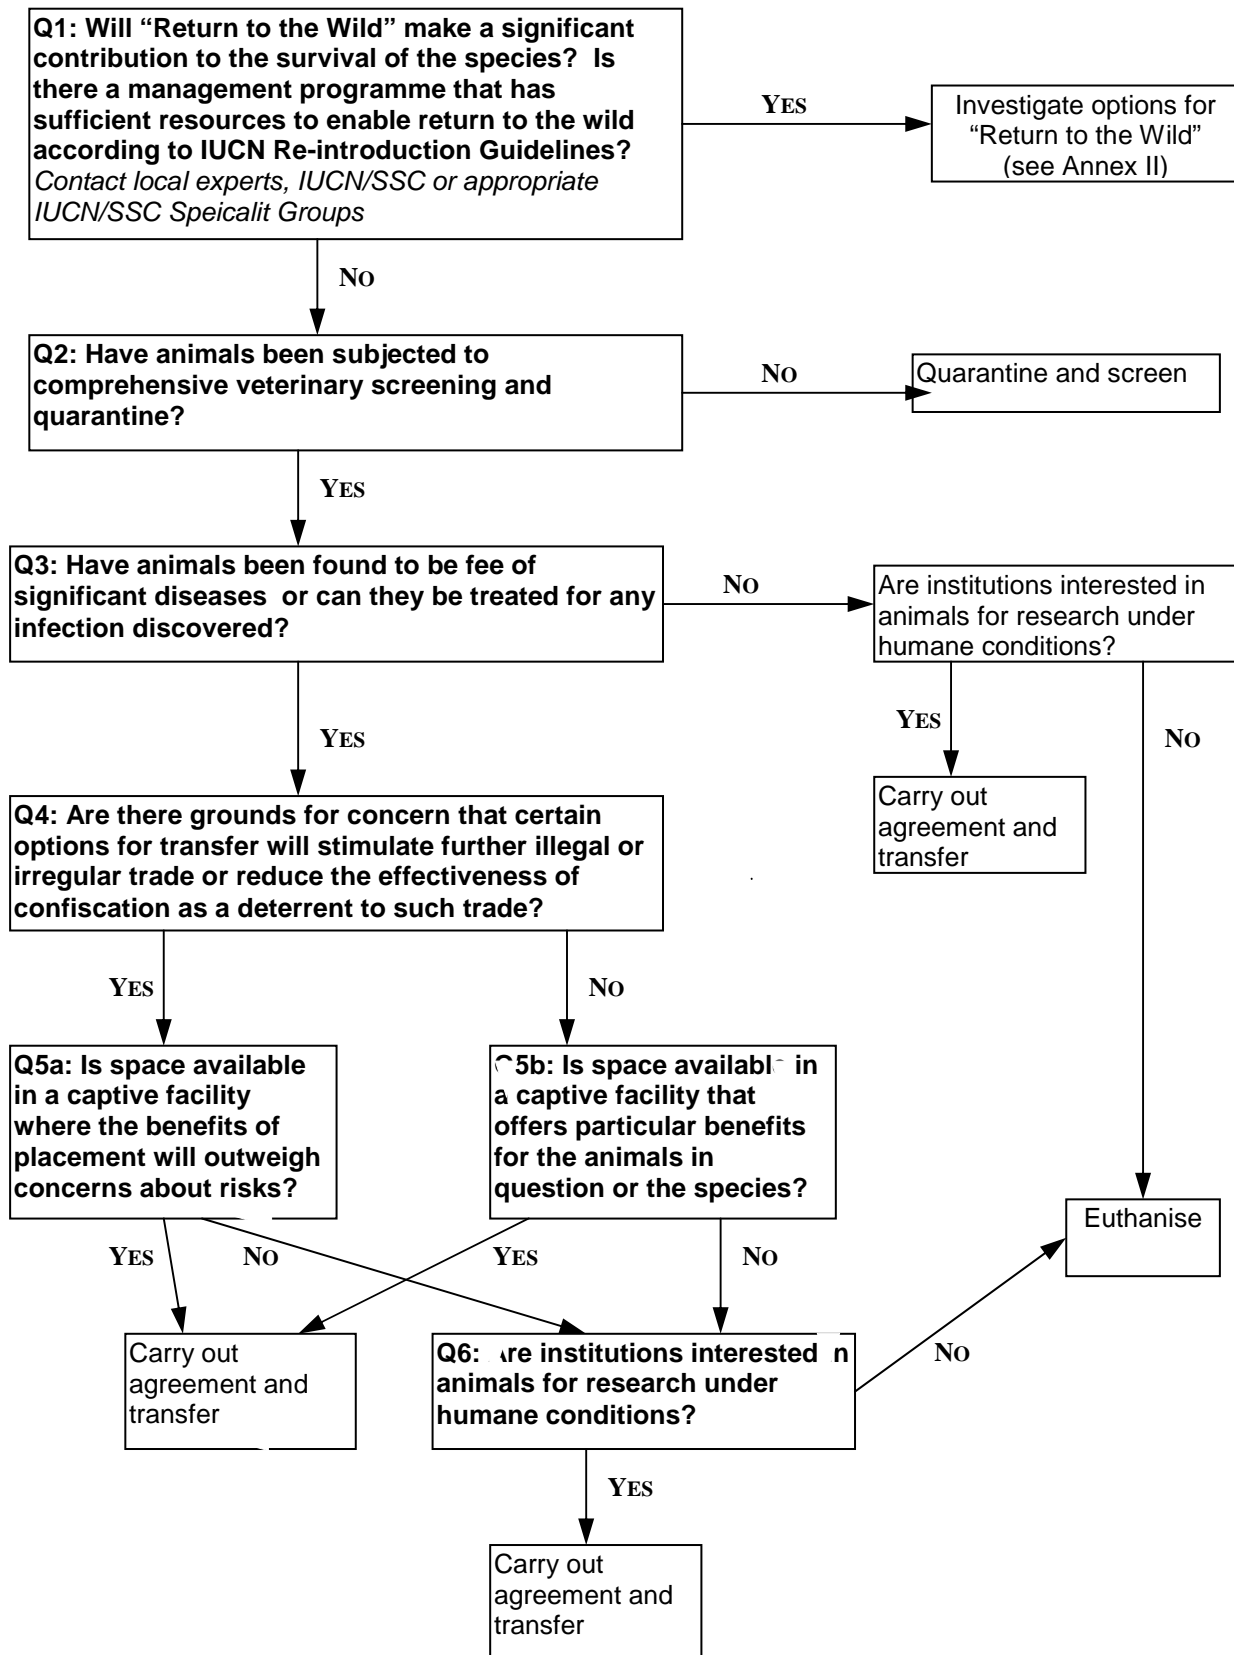 Q1: Will “Return to the Wild” make a significant
contribution to the survival of the species?  Is
there a management programme that has
sufficient resources to enable return to the wild
according to IUCN Re-introduction Guidelines?
Contact local experts, IUCN/SSC or appropriate
IUCN/SSC Speicalit Groups
YES
Investigate options for
“Return to the Wild”
(see Annex II)
NO
Q2: Have animals been subjected to
comprehensive veterinary screening and
quarantine?
NO
Quarantine and screen
YES
Q3: Have animals been found to be fee of
significant diseases  or can they be treated for any
infection discovered?
NO
Are institutions interested in
animals for research under
humane conditions?
YES
YES
NO
Carry out
agreement and
transfer
Q4: Are there grounds for concern that certain
options for transfer will stimulate further illegal or
irregular trade or reduce the effectiveness of
confiscation as a deterrent to such trade?
YES
NO
Q5a: Is space available
in a captive facility
where the benefits of
placement will outweigh
concerns about risks?
Q5b: Is space available in
a captive facility that
offers particular benefits
for the animals in
question or the species?
Euthanise
YES
NO
YES
NO
Carry out
agreement and
transfer
Q6: Are institutions interested in
animals for research under
humane conditions?
NO
YES
Carry out
agreement and
transfer